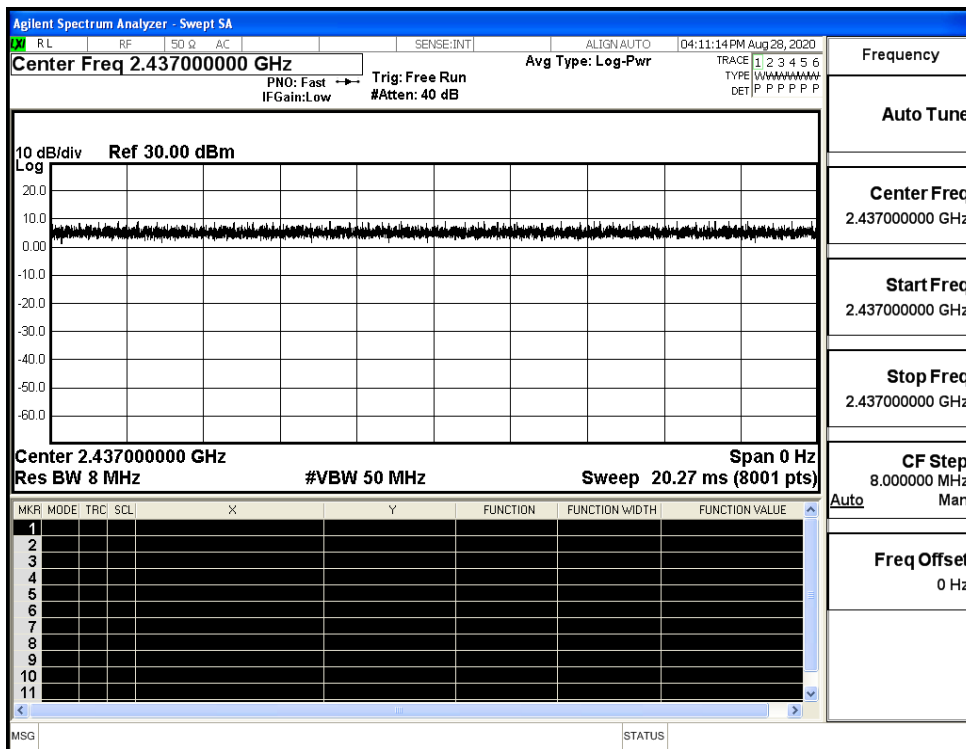 Agilent Spectrum Analyzer - Swept SA
LXI RL RF 50 Ω AC SENSE:INT ALIGN AUTO 04:11:14 PM Aug 28, 2020
Center Freq 2.437000000 GHz
PNO: Fast
IFGain:Low
Trig: Free Run
#Atten: 40 dB
Avg Type: Log-Pwr
TRACE 1 2 3 4 5 6
TYPE WWWWWW
DET P P P P P P
10 dB/div Ref 30.00 dBm
Log
20.0
10.0
0.00
-10.0
-20.0
-30.0
-40.0
-50.0
-60.0
Center 2.437000000 GHz Span 0 Hz
Res BW 8 MHz #VBW 50 MHz Sweep 20.27 ms (8001 pts)
MKR MODE TRC SCL X Y FUNCTION FUNCTION WIDTH FUNCTION VALUE
1
2
3
4
5
6
7
8
9
10
11
MSG STATUS
Frequency
Auto Tune
Center Freq
2.437000000 GHz
Start Freq
2.437000000 GHz
Stop Freq
2.437000000 GHz
CF Step
8.000000 MHz
Auto Man
Freq Offset
0 Hz